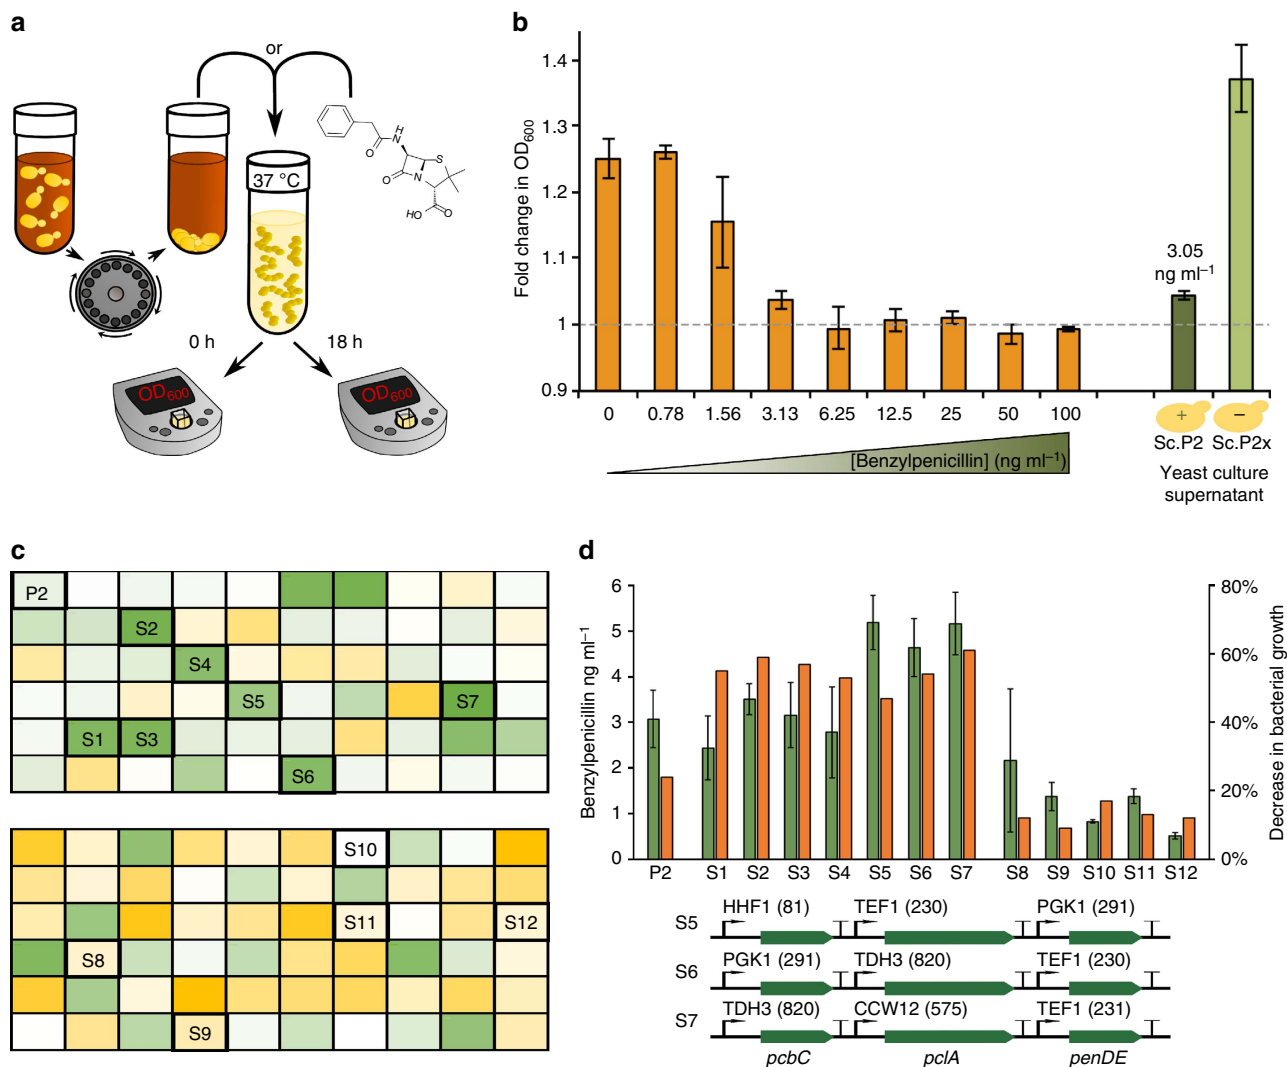 a
or
37 °C
H
N
O
S
O
N
HO
O
0 h
18 h
OD600
OD600
b
Fold change in OD600
1.4
1.3
1.2
1.1
1
0.9
3.05
ng ml−1
0 0.78 1.56 3.13 6.25 12.5 25 50 100
[Benzylpenicillin] (ng ml−1)
+ −
Sc.P2 Sc.P2x
Yeast culture
supernatant
c
P2
S2
S4
S5 S7
S1 S3
S6
S10
S11 S12
S8
S9
d
Benzylpenicillin ng ml−1
6
5
4
3
2
1
0
80%
60%
40%
20%
0%
Decrease in bacterial growth
P2 S1 S2 S3 S4 S5 S6 S7 S8 S9 S10 S11 S12
S5 HHF1 (81) TEF1 (230) PGK1 (291)
S6 PGK1 (291) TDH3 (820) TEF1 (230)
S7 TDH3 (820) CCW12 (575) TEF1 (231)
pcbC pclA penDE